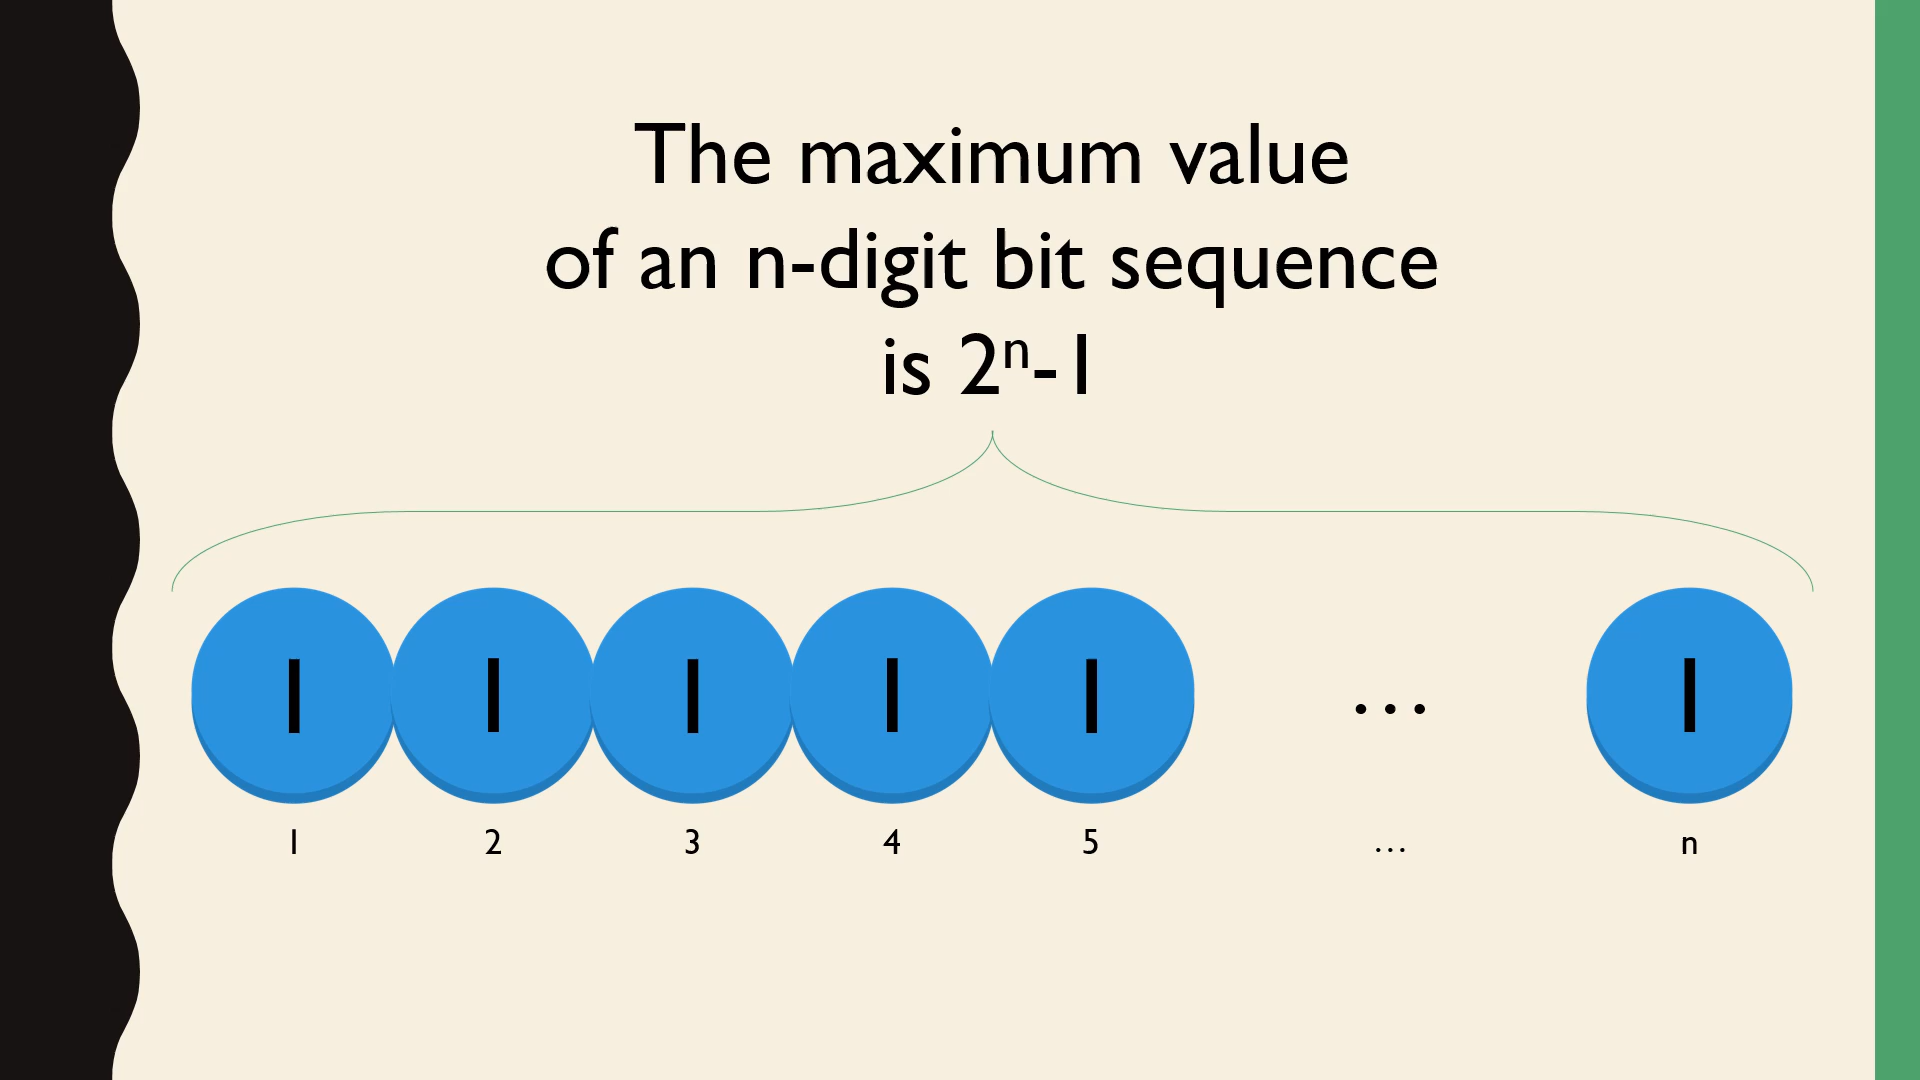 The maximum value
of an n-digit bit sequence
is 2ⁿ-1
1 1 1 1 1 ... 1
1 2 3 4 5 ... n